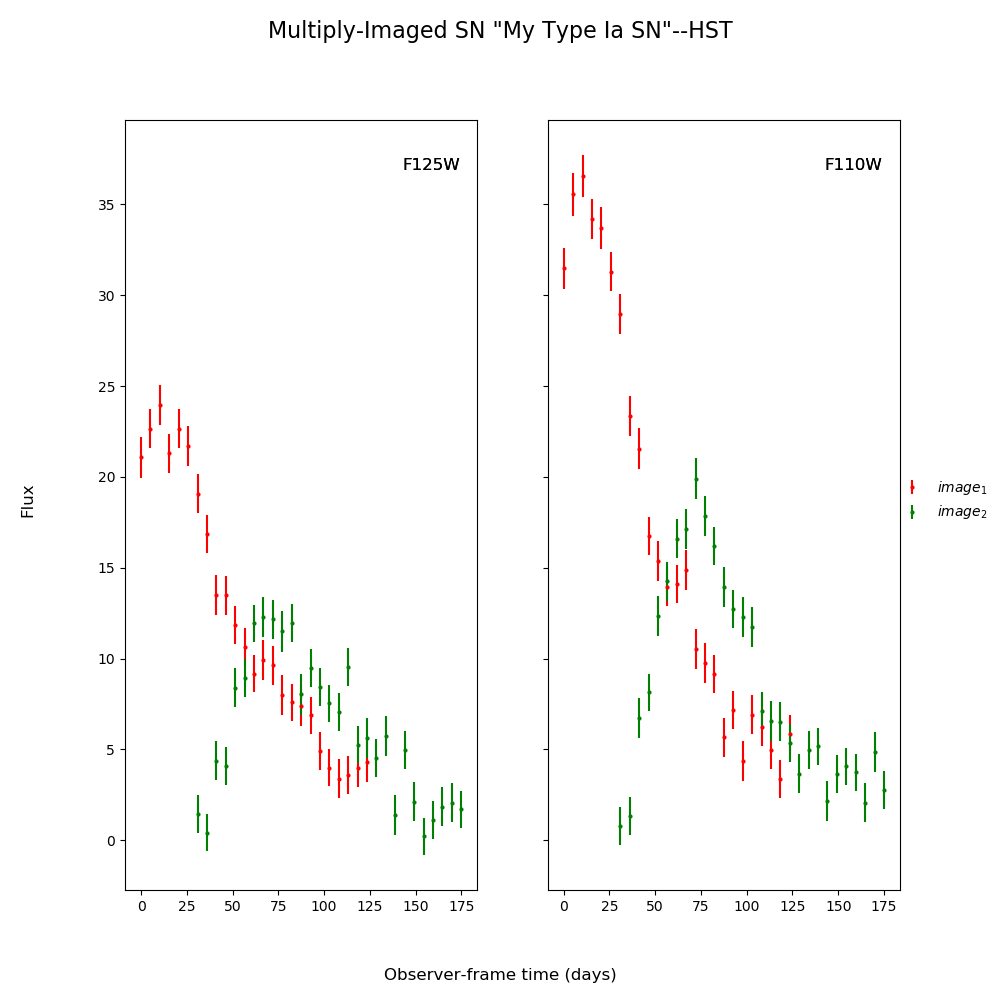 Multiply-Imaged SN "My Type Ia SN"--HST
F125W
F110W
Flux
35
30
25
20
15
10
5
0
0 25 50 75 100 125 150 175
0 25 50 75 100 125 150 175
image₁
image₂
Observer-frame time (days)